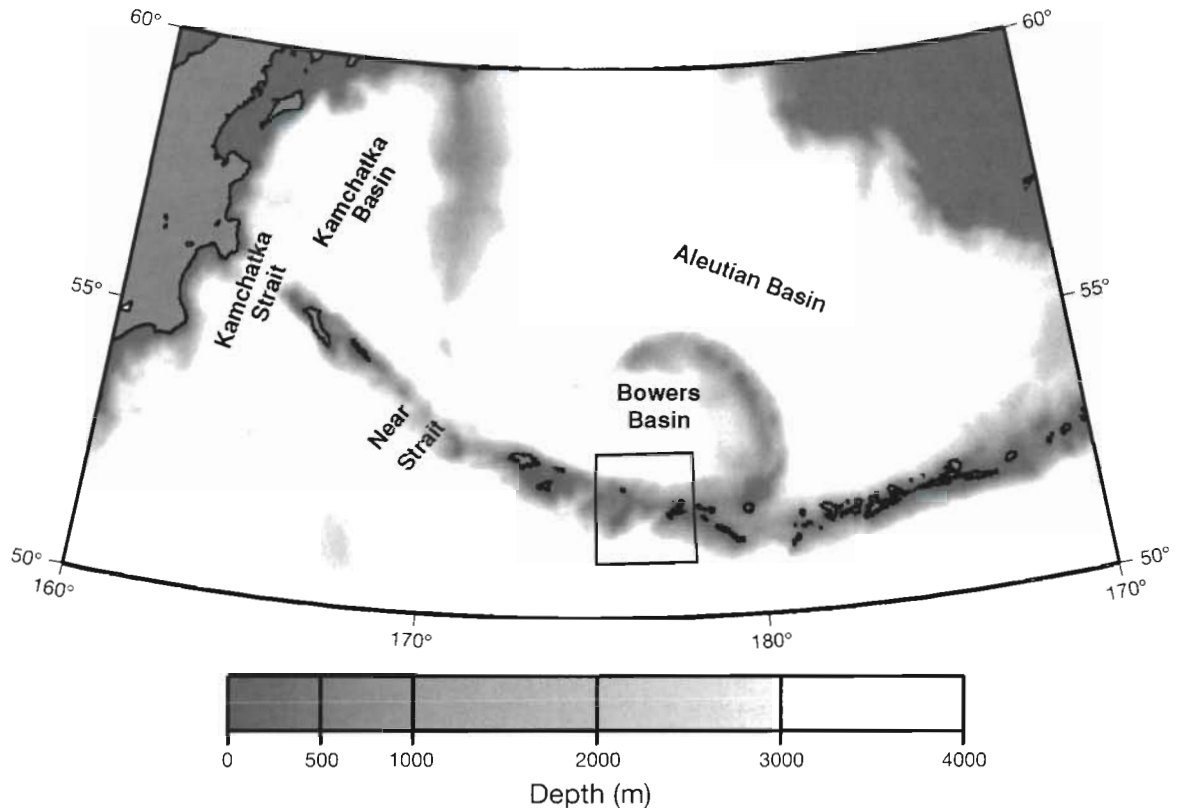 60°
60°
Kamchatka
Basin
Kamchatka
Strait
Aleutian Basin
55°
55°
Bowers
Basin
Near
Strait
50°
50°
160°
170°
170°
180°
0
500
1000
2000
3000
4000
Depth (m)